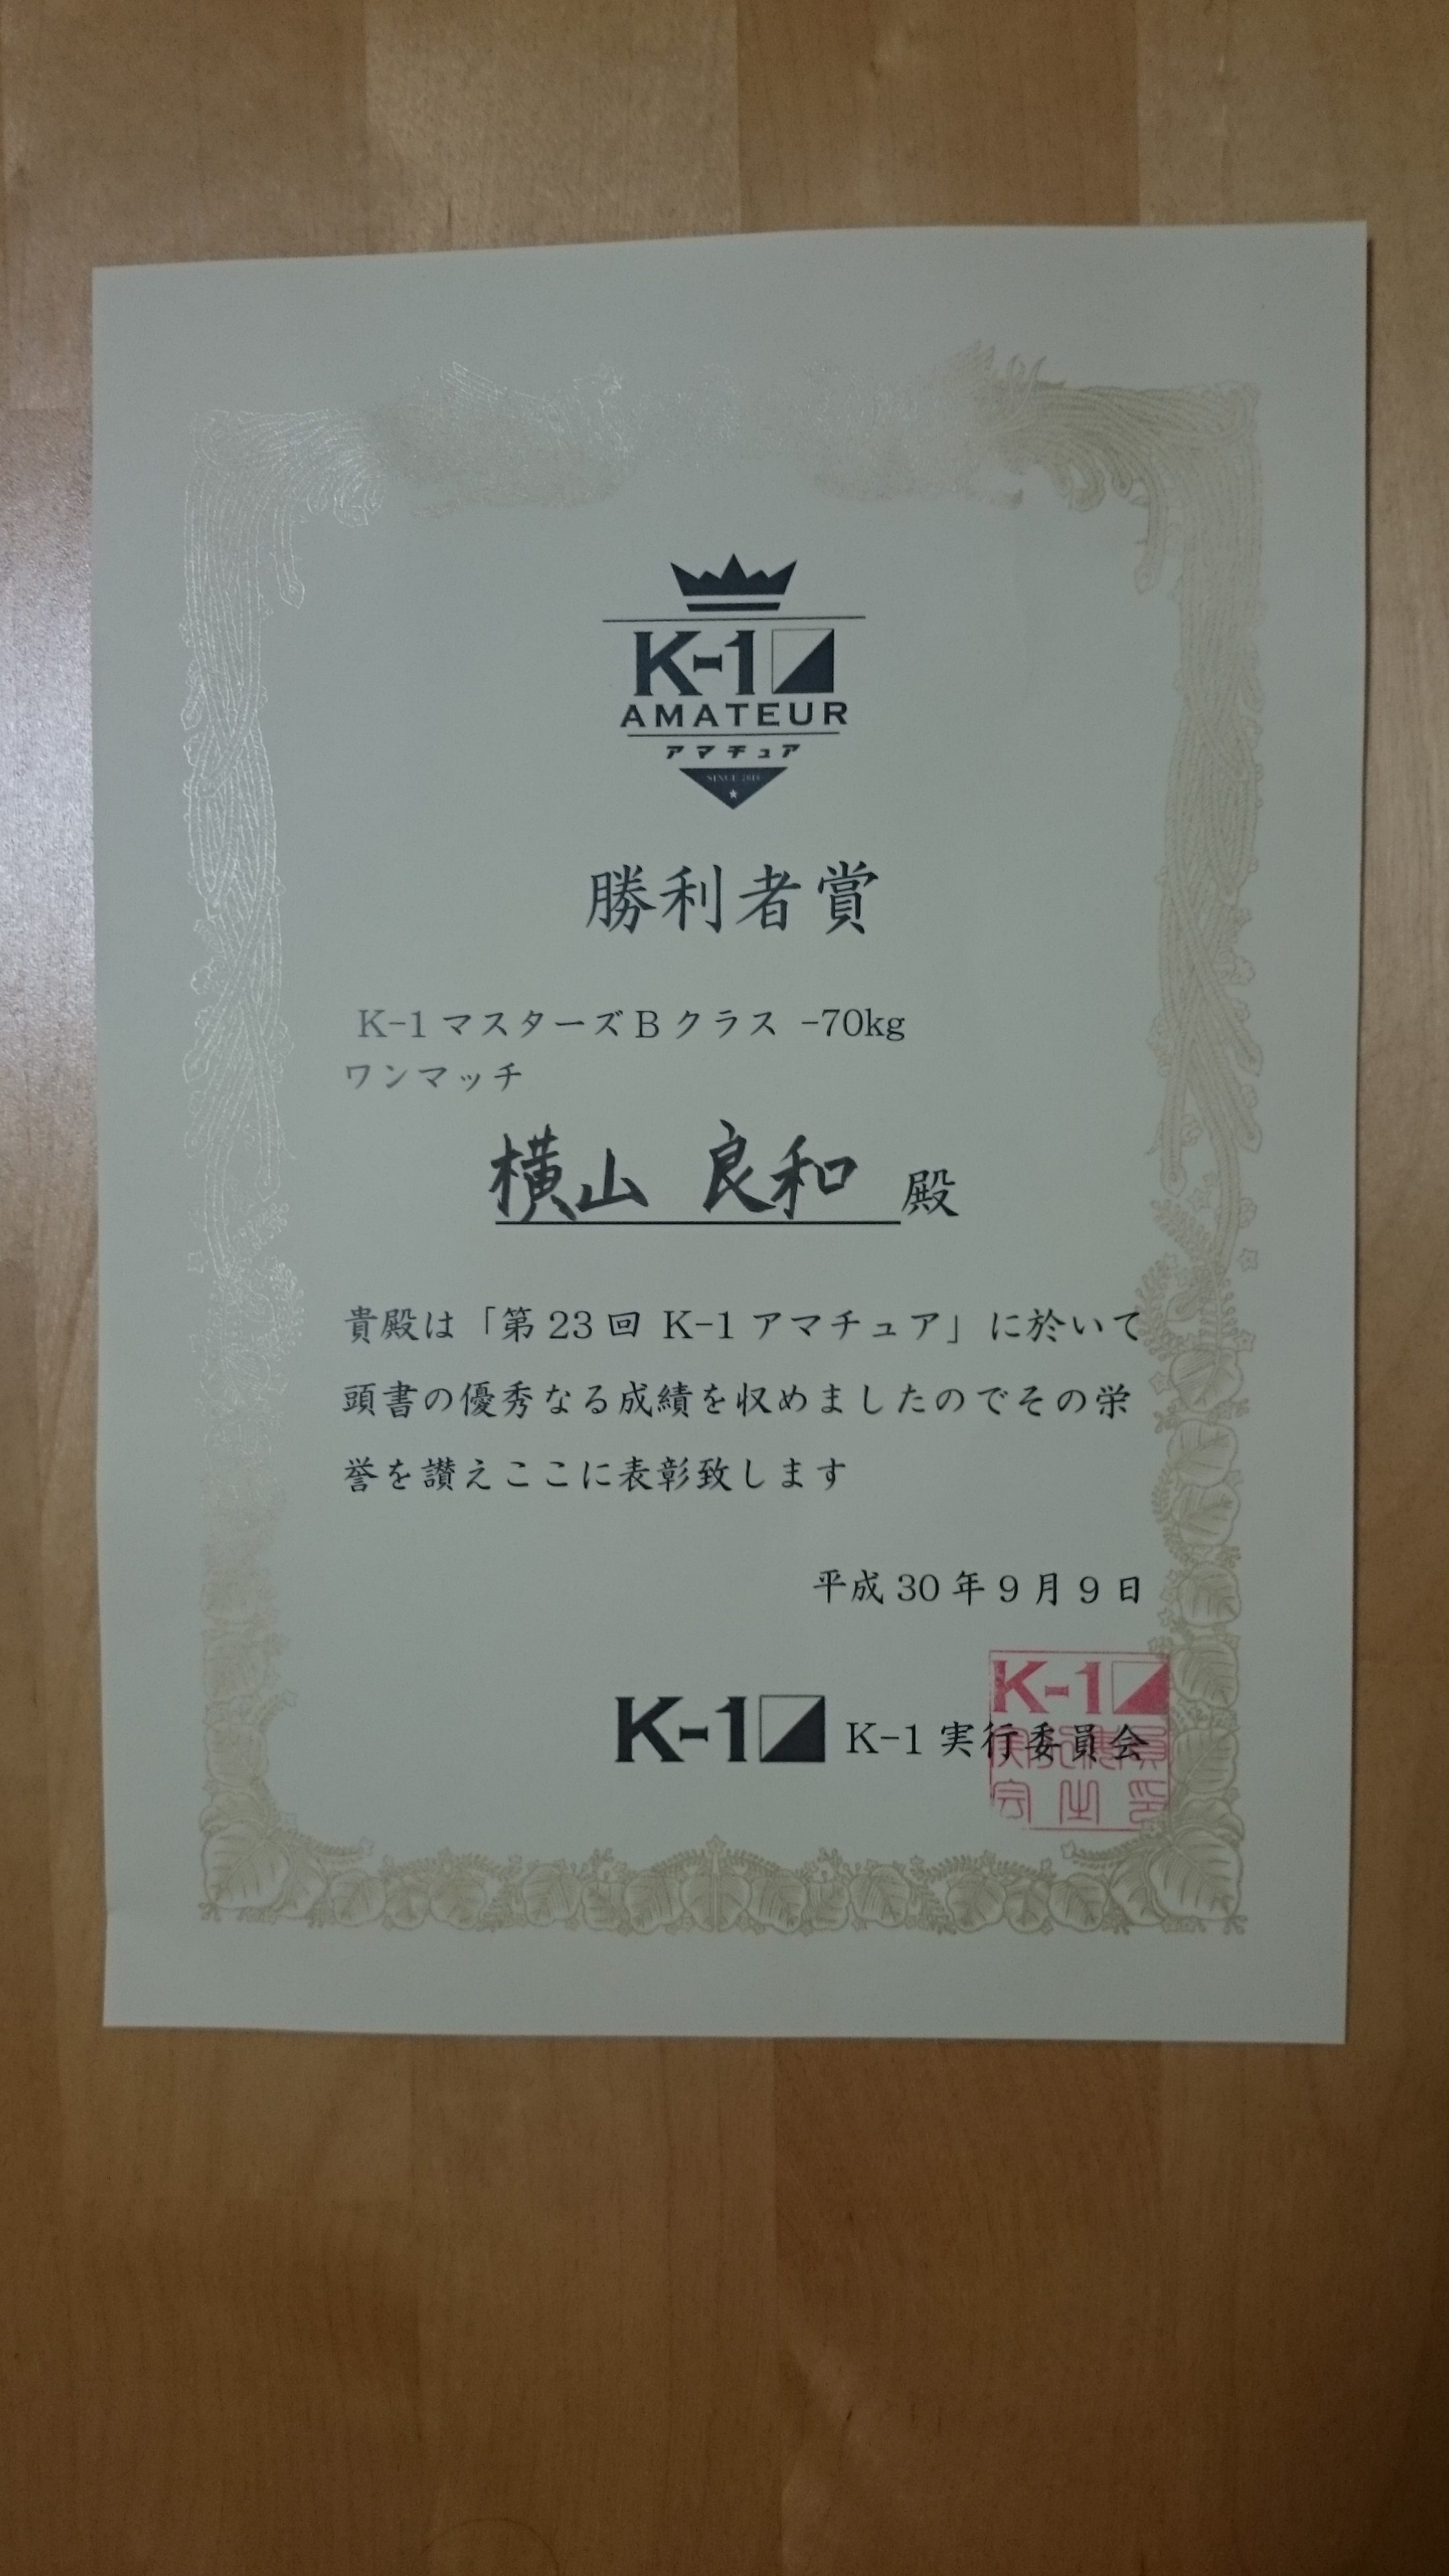 K-1
AMATEUR
アマチュア
勝利者賞
K-1 マスターズ B クラス -70kg
ワンマッチ
横山 良和 殿
貴殿は「第 23 回 K-1 アマチュア」に於いて
頭書の優秀なる成績を収めましたのでその栄
誉を讃えここに表彰致します
平成 30 年 9 月 9 日
K-1
K-1 K-1 実行委員会